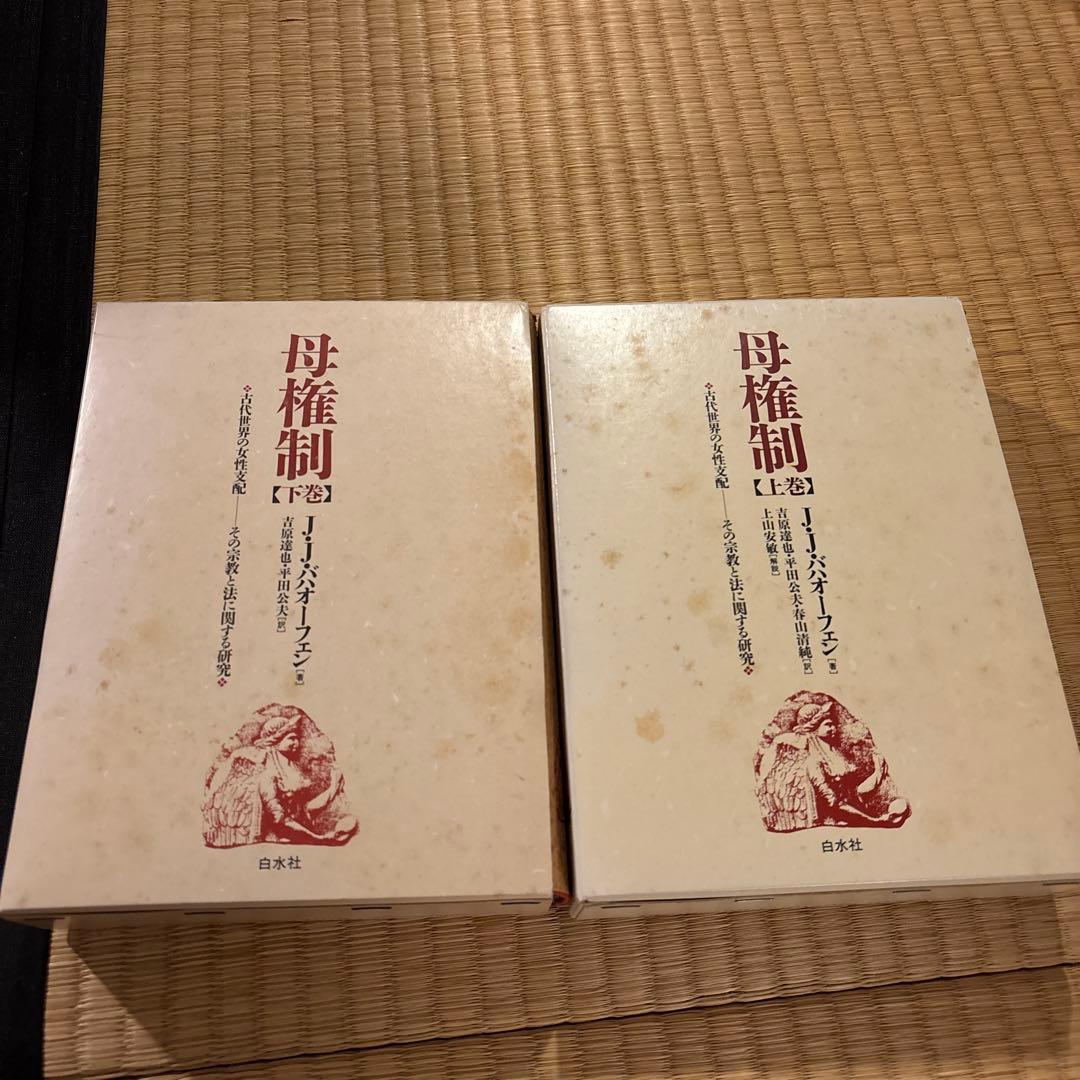 母権制
【上巻】
❖古代世界の女性支配――その宗教と法に関する研究❖
J・J・バハオーフェン[著]
吉原達也・平田公夫・春山清純[訳]
上山安敏[解説]
白水社
母権制
【下巻】
❖古代世界の女性支配――その宗教と法に関する研究❖
J・J・バハオーフェン[著]
吉原達也・平田公夫[訳]
白水社